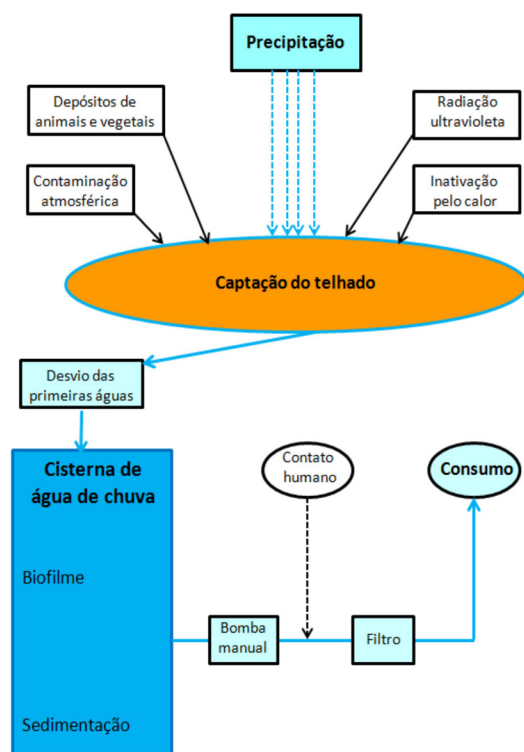 Precipitação
Depósitos de
animais e vegetais
Radiação
ultravioleta
Contaminação
atmosférica
Inativação
pelo calor
Captação do telhado
Desvio das
primeiras águas
Cisterna de
água de chuva
Contato
humano
Consumo
Biofilme
Bomba
manual
Filtro
Sedimentação